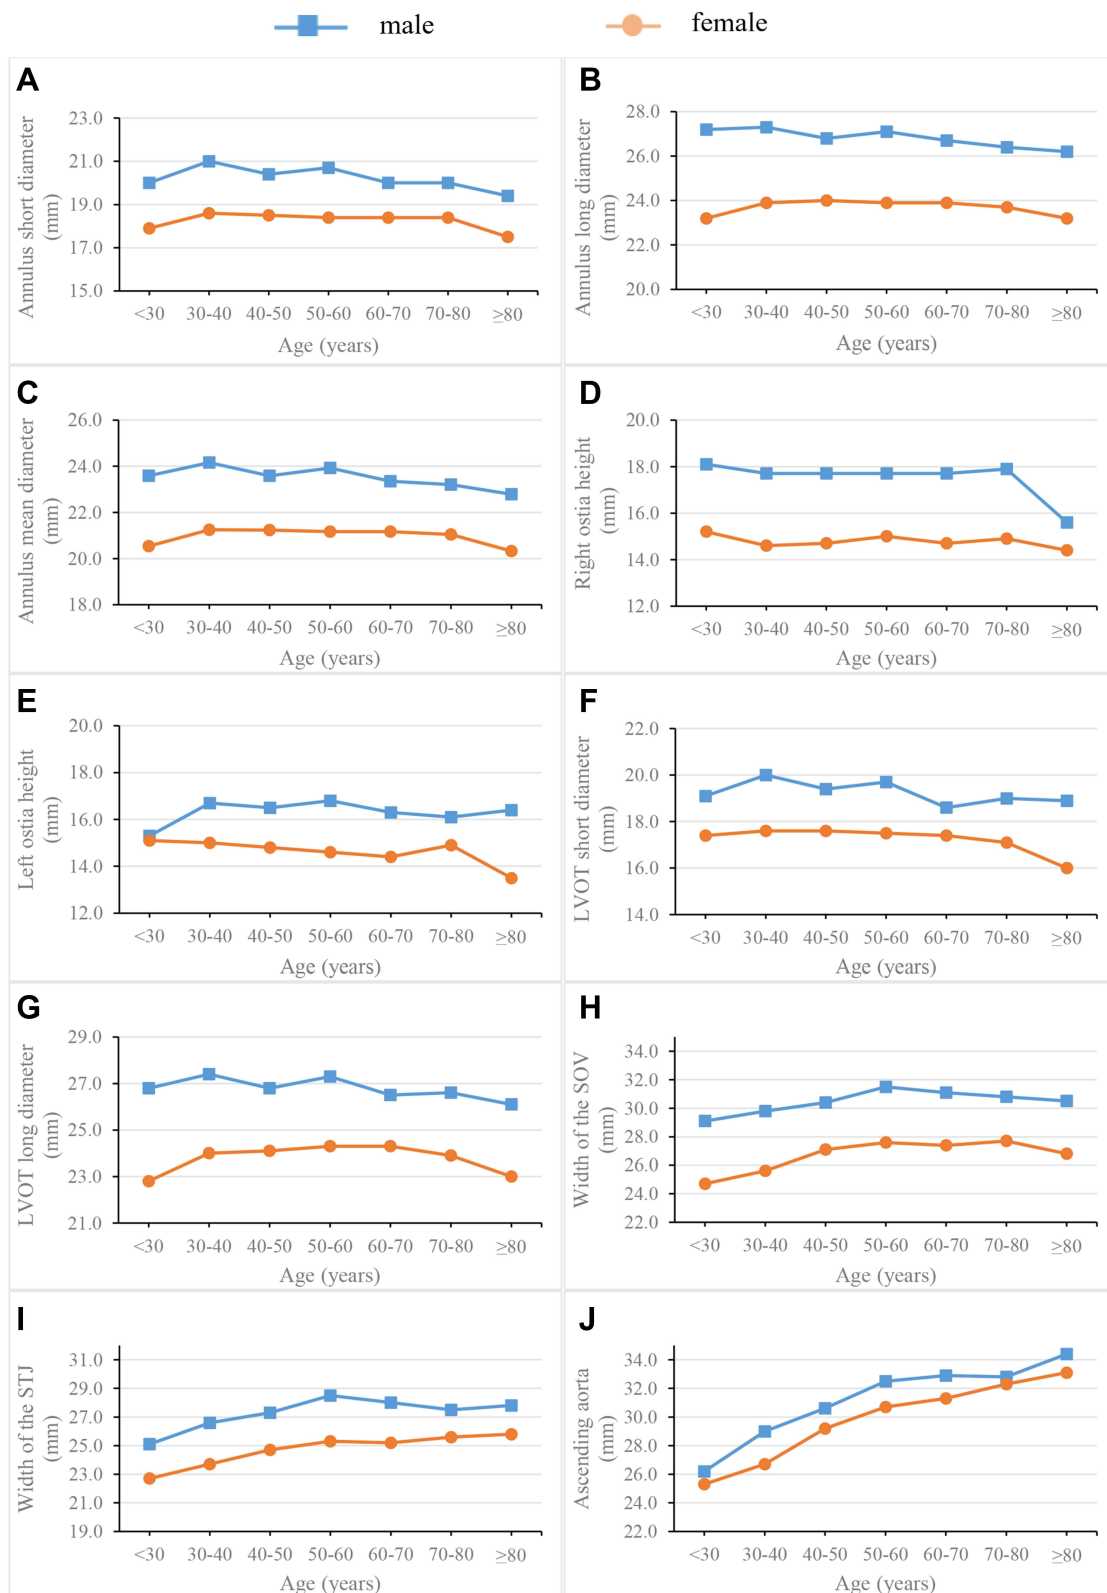 male female
A
Annulus short diameter
(mm)
23.0
21.0
19.0
17.0
15.0
<30 30-40 40-50 50-60 60-70 70-80 ≥80
Age (years)
B
Annulus long diameter
(mm)
28.0
26.0
24.0
22.0
20.0
<30 30-40 40-50 50-60 60-70 70-80 ≥80
Age (years)
C
Annulus mean diameter
(mm)
26.0
24.0
22.0
20.0
18.0
<30 30-40 40-50 50-60 60-70 70-80 ≥80
Age (years)
D
Right ostia height
(mm)
20.0
18.0
16.0
14.0
12.0
<30 30-40 40-50 50-60 60-70 70-80 ≥80
Age (years)
E
Left ostia height
(mm)
20.0
18.0
16.0
14.0
12.0
<30 30-40 40-50 50-60 60-70 70-80 ≥80
Age (years)
F
LVOT short diameter
(mm)
22.0
20.0
18.0
16.0
14.0
<30 30-40 40-50 50-60 60-70 70-80 ≥80
Age (years)
G
LVOT long diameter
(mm)
29.0
27.0
25.0
23.0
21.0
<30 30-40 40-50 50-60 60-70 70-80 ≥80
Age (years)
H
Width of the SOV
(mm)
34.0
32.0
30.0
28.0
26.0
24.0
22.0
<30 30-40 40-50 50-60 60-70 70-80 ≥80
Age (years)
I
Width of the STJ
(mm)
31.0
29.0
27.0
25.0
23.0
21.0
19.0
<30 30-40 40-50 50-60 60-70 70-80 ≥80
Age (years)
J
Ascending aorta
(mm)
34.0
32.0
30.0
28.0
26.0
24.0
22.0
<30 30-40 40-50 50-60 60-70 70-80 ≥80
Age (years)